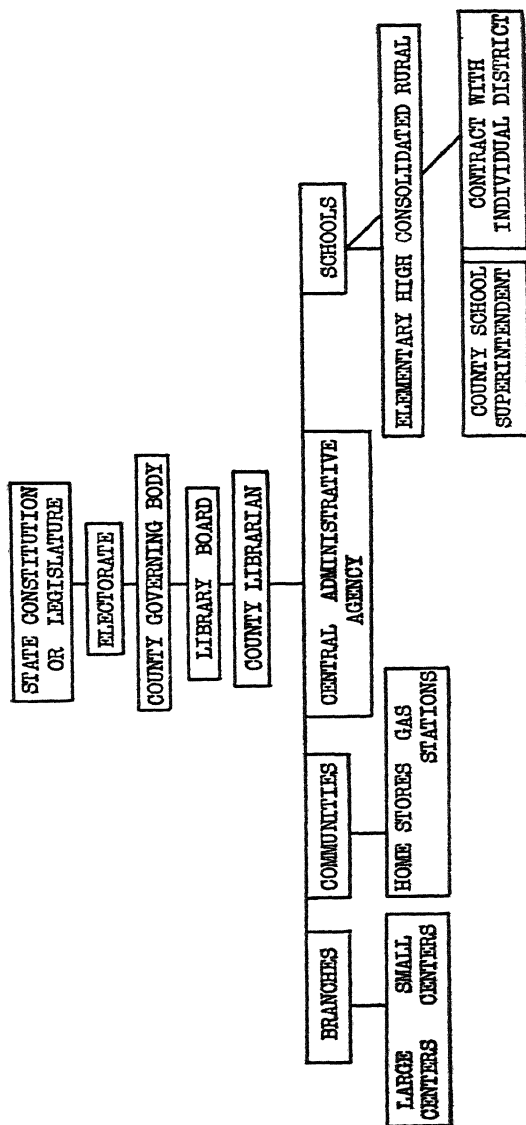 STATE CONSTITUTION
OR LEGISLATURE
ELECTORATE
COUNTY GOVERNING BODY
LIBRARY BOARD
COUNTY LIBRARIAN
BRANCHES
COMMUNITIES
CENTRAL ADMINISTRATIVE
AGENCY
SCHOOLS
LARGE SMALL
CENTERS CENTERS
HOME STORES GAS
STATIONS
ELEMENTARY HIGH CONSOLIDATED RURAL
COUNTY SCHOOL
SUPERINTENDENT
CONTRACT WITH
INDIVIDUAL DISTRICT